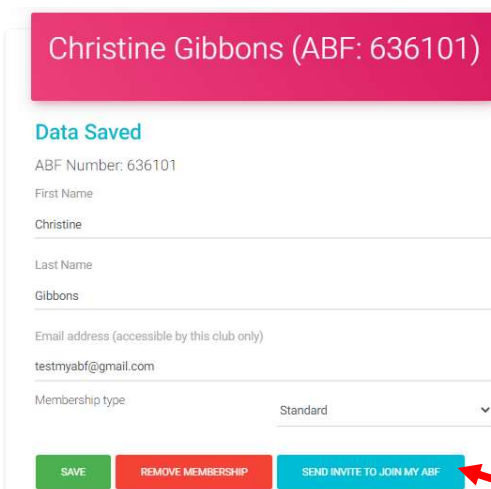 Christine Gibbons (ABF: 636101)
Data Saved
ABF Number: 636101
First Name
Christine
Last Name
Gibbons
Email address (accessible by this club only)
testmyabf@gmail.com
Membership type
Standard
SAVE REMOVE MEMBERSHIP SEND INVITE TO JOIN MY ABF